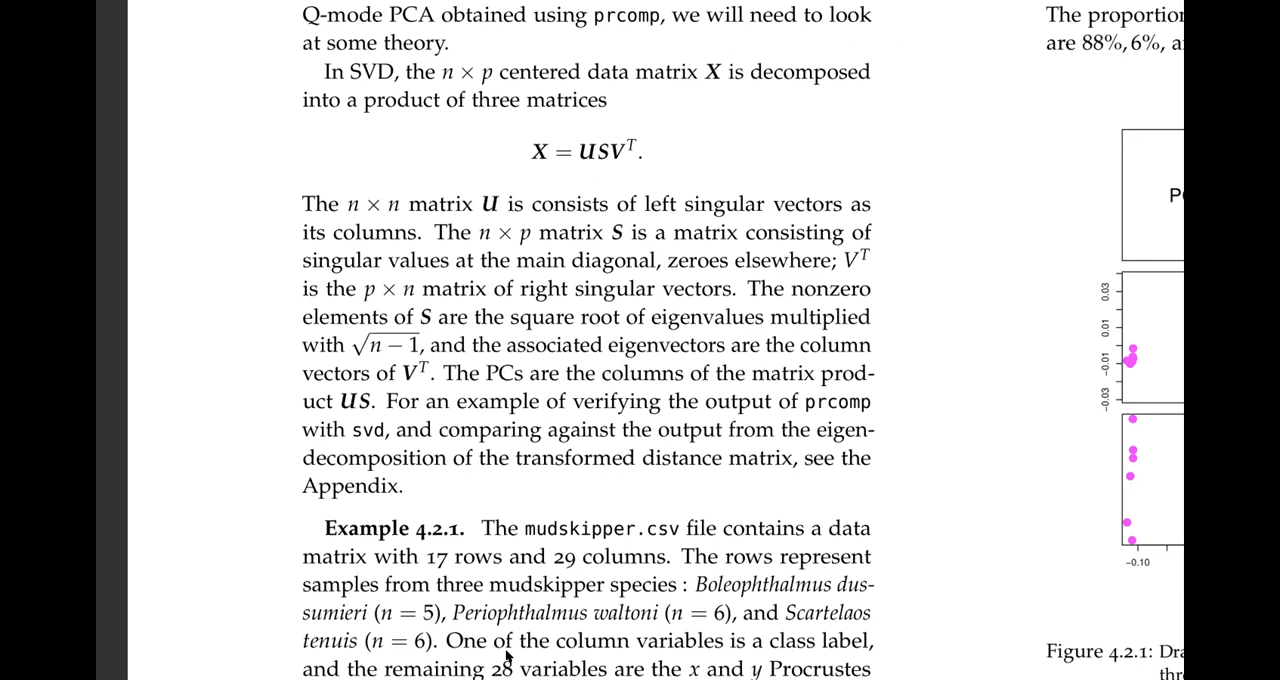 Q-mode PCA obtained using prcomp, we will need to look
at some theory.
In SVD, the n × p centered data matrix X is decomposed
into a product of three matrices
X = USV^T.
The n × n matrix U is consists of left singular vectors as
its columns. The n × p matrix S is a matrix consisting of
singular values at the main diagonal, zeroes elsewhere; V^T
is the p × n matrix of right singular vectors. The nonzero
elements of S are the square root of eigenvalues multiplied
with √n − 1, and the associated eigenvectors are the column
vectors of V^T. The PCs are the columns of the matrix prod-
uct US. For an example of verifying the output of prcomp
with svd, and comparing against the output from the eigen-
decomposition of the transformed distance matrix, see the
Appendix.
Example 4.2.1. The mudskipper.csv file contains a data
matrix with 17 rows and 29 columns. The rows represent
samples from three mudskipper species : Boleophthalmus dus-
sumieri (n = 5), Periophthalmus waltoni (n = 6), and Scartelaos
tenuis (n = 6). One of the column variables is a class label,
and the remaining 28 variables are the x and y Procrustes
The proportion
are 88%, 6%, a
P
0.03
0.01
−0.01
−0.03
−0.10
Figure 4.2.1: Dra
thr